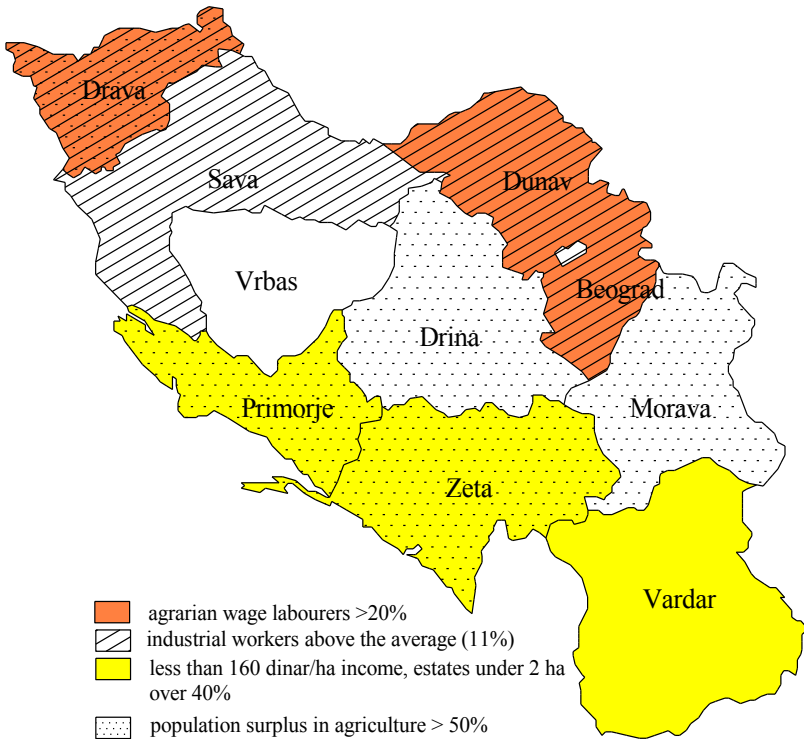 Drava
Sava
Dunav
Vrbas
Beograd
Drina
Primorje
Morava
Zeta
Vardar
agrarian wage labourers >20%
industrial workers above the average (11%)
less than 160 dinar/ha income, estates under 2 ha
over 40%
population surplus in agriculture > 50%